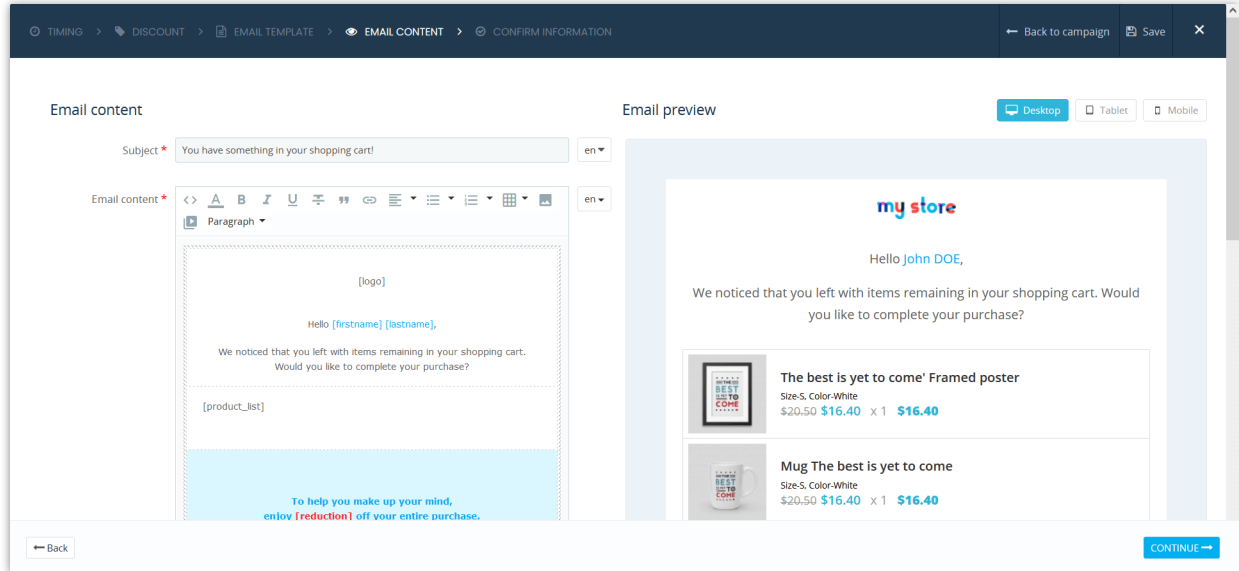 TIMING > DISCOUNT > EMAIL TEMPLATE > EMAIL CONTENT > CONFIRM INFORMATION
Back to campaign
Save
Email content
Subject *
You have something in your shopping cart!
en
Email content *
Paragraph
en
[logo]
Hello [firstname] [lastname],
We noticed that you left with items remaining in your shopping cart.
Would you like to complete your purchase?
[product_list]
To help you make up your mind,
enjoy [reduction] off your entire purchase.
Email preview
Desktop
Tablet
Mobile
my store
Hello John DOE,
We noticed that you left with items remaining in your shopping cart. Would
you like to complete your purchase?
BEST
TO
COME
The best is yet to come' Framed poster
Size-S, Color-White
$20.50 $16.40 x 1 $16.40
BEST
TO
COME
Mug The best is yet to come
Size-S, Color-White
$20.50 $16.40 x 1 $16.40
Back
CONTINUE